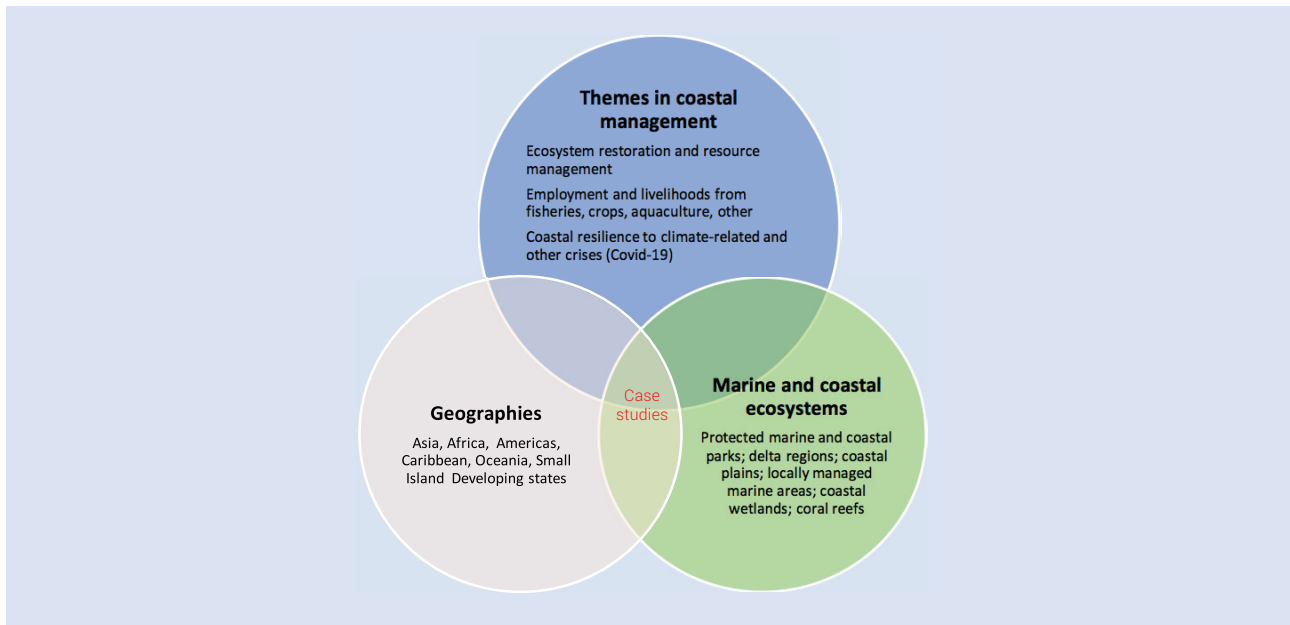 Themes in coastal
management
Ecosystem restoration and resource
management
Employment and livelihoods from
fisheries, crops, aquaculture, other
Coastal resilience to climate-related and
other crises (Covid-19)
Geographies
Asia, Africa, Americas,
Caribbean, Oceania, Small
Island Developing states
Case
studies
Marine and coastal
ecosystems
Protected marine and coastal
parks; delta regions; coastal
plains; locally managed
marine areas; coastal
wetlands; coral reefs